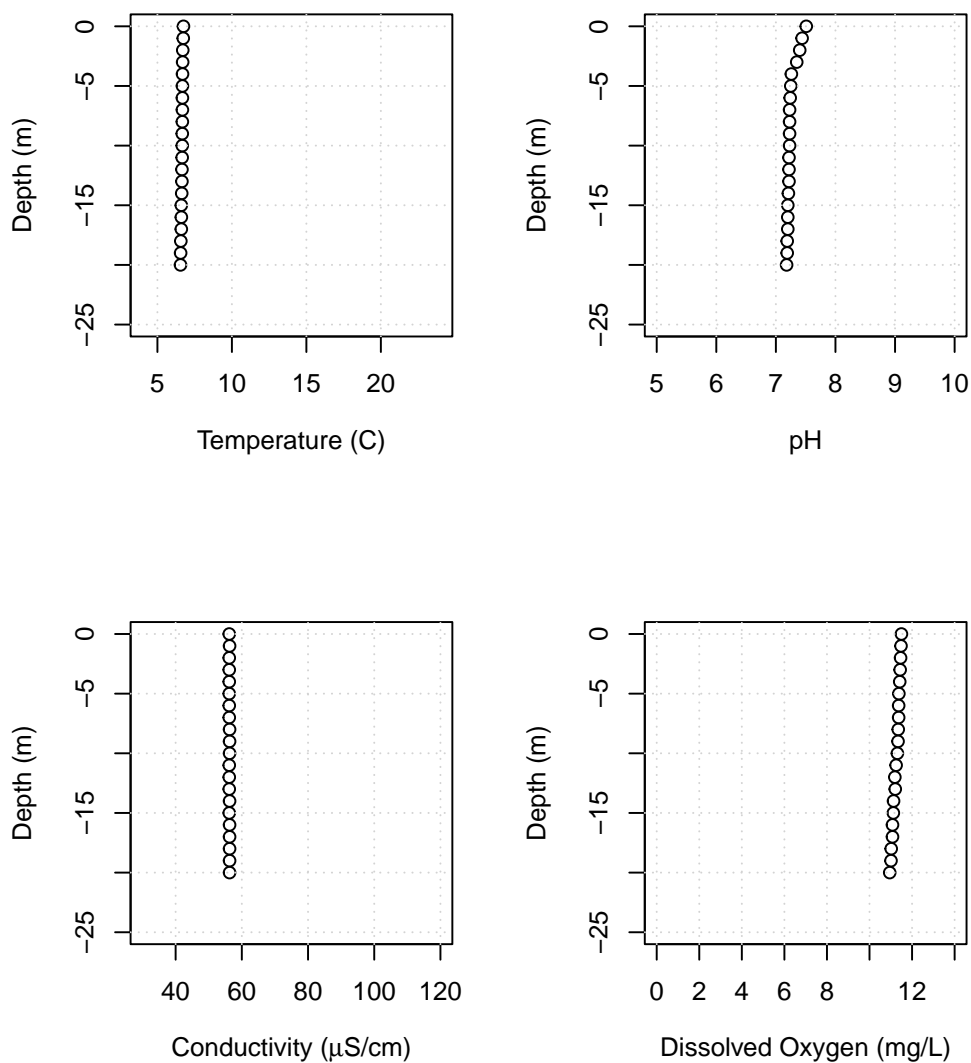 0
−5
−15
−25
Depth (m)
5 10 15 20
Temperature (C)
0
−5
−15
−25
Depth (m)
5 6 7 8 9 10
pH
0
−5
−15
−25
Depth (m)
40 60 80 100 120
Conductivity (μS/cm)
0
−5
−15
−25
Depth (m)
0 2 4 6 8 12
Dissolved Oxygen (mg/L)